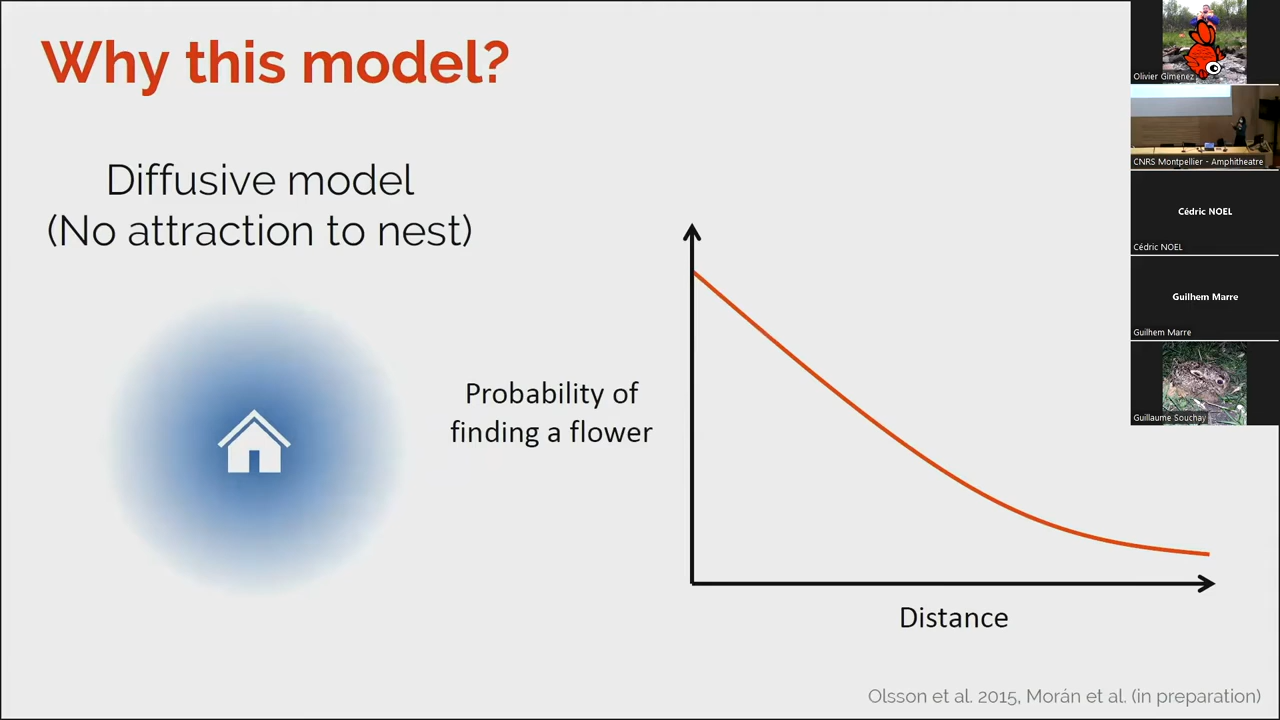 Why this model?
Diffusive model
(No attraction to nest)
Probability of
finding a flower
Distance
Olsson et al. 2015, Morán et al. (in preparation)
Olivier Gimenez
CNRS Montpellier - Amphitheatre
Cédric NOEL
Cédric NOEL
Guilhem Marre
Guilhem Marre
Guillaume Souchay